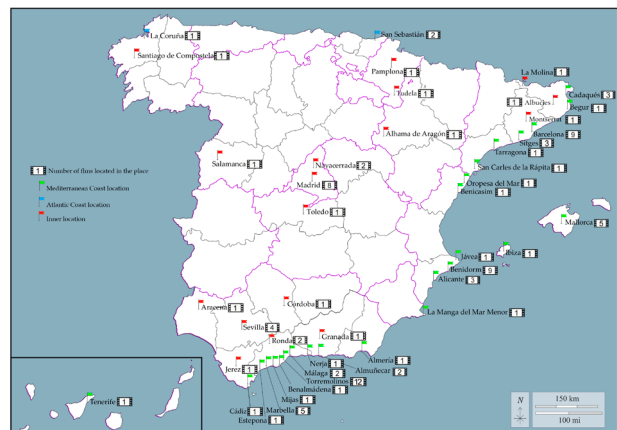 La Coruña 1
San Sebastián 2
Santiago de Compostela 1
Pamplona 1
La Molina 1
Tudela 1
Cadaqués 3
1 Albucies
Begur 1
Montserrat 1
Alhama de Aragón 1
Barcelona 9
Sitges 3
Tarragona 1
Salamanca 1
Navacerrada 2
San Carles de la Rápita 1
1 Number of films located in the place
Mediterranean Coast location
Madrid 8
Oropesa del Mar 1
Benicasim 1
Atlantic Coast location
Toledo 1
Inner location
Mallorca 5
Jávea 1
Ibiza 1
Benidorm 9
Alicante 3
Aracena 1
Córdoba 1
La Manga del Mar Menor 1
Sevilla 4
Ronda 2
Granada 1
Almería 1
Jerez 1
Nerja 1
Almuñecar 2
Málaga 2
Torremolinos 12
Benalmádena 1
Tenerife 1
Mijas 1
Cádiz 1
Marbella 5
Estepona 1
N
150 km
100 mi